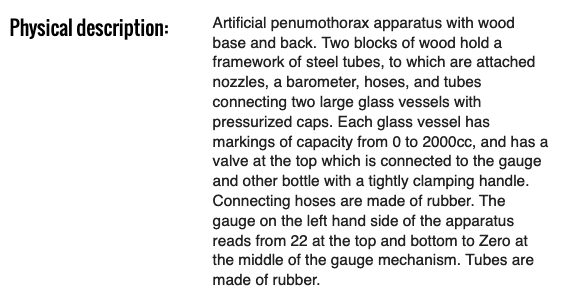 Physical description:
Artificial penumothorax apparatus with wood
base and back. Two blocks of wood hold a
framework of steel tubes, to which are attached
nozzles, a barometer, hoses, and tubes
connecting two large glass vessels with
pressurized caps. Each glass vessel has
markings of capacity from 0 to 2000cc, and has a
valve at the top which is connected to the gauge
and other bottle with a tightly clamping handle.
Connecting hoses are made of rubber. The
gauge on the left hand side of the apparatus
reads from 22 at the top and bottom to Zero at
the middle of the gauge mechanism. Tubes are
made of rubber.